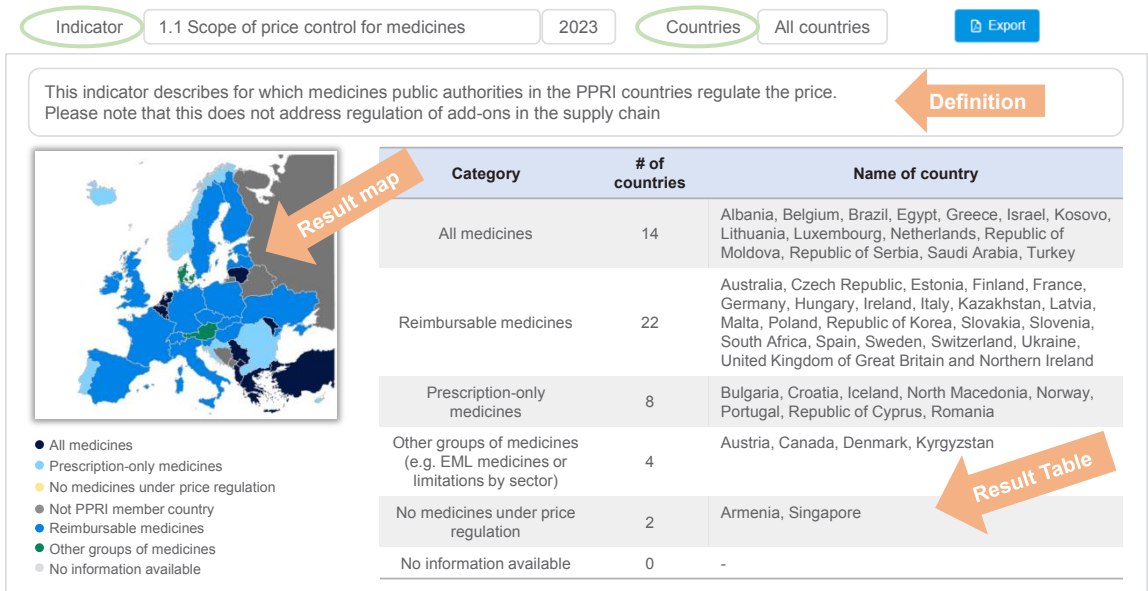 Indicator
1.1 Scope of price control for medicines
2023
Countries
All countries
Export
This indicator describes for which medicines public authorities in the PPRI countries regulate the price.
Please note that this does not address regulation of add-ons in the supply chain
Definition
Result map
All medicines
Prescription-only medicines
No medicines under price regulation
Not PPRI member country
Reimbursable medicines
Other groups of medicines
No information available
Category
# of
countries
Name of country
All medicines
14
Albania, Belgium, Brazil, Egypt, Greece, Israel, Kosovo,
Lithuania, Luxembourg, Netherlands, Republic of
Moldova, Republic of Serbia, Saudi Arabia, Turkey
Reimbursable medicines
22
Australia, Czech Republic, Estonia, Finland, France,
Germany, Hungary, Ireland, Italy, Kazakhstan, Latvia,
Malta, Poland, Republic of Korea, Slovakia, Slovenia,
South Africa, Spain, Sweden, Switzerland, Ukraine,
United Kingdom of Great Britain and Northern Ireland
Prescription-only
medicines
8
Bulgaria, Croatia, Iceland, North Macedonia, Norway,
Portugal, Republic of Cyprus, Romania
Other groups of medicines
(e.g. EML medicines or
limitations by sector)
4
Austria, Canada, Denmark, Kyrgyzstan
Result Table
No medicines under price
regulation
2
Armenia, Singapore
No information available
0
-